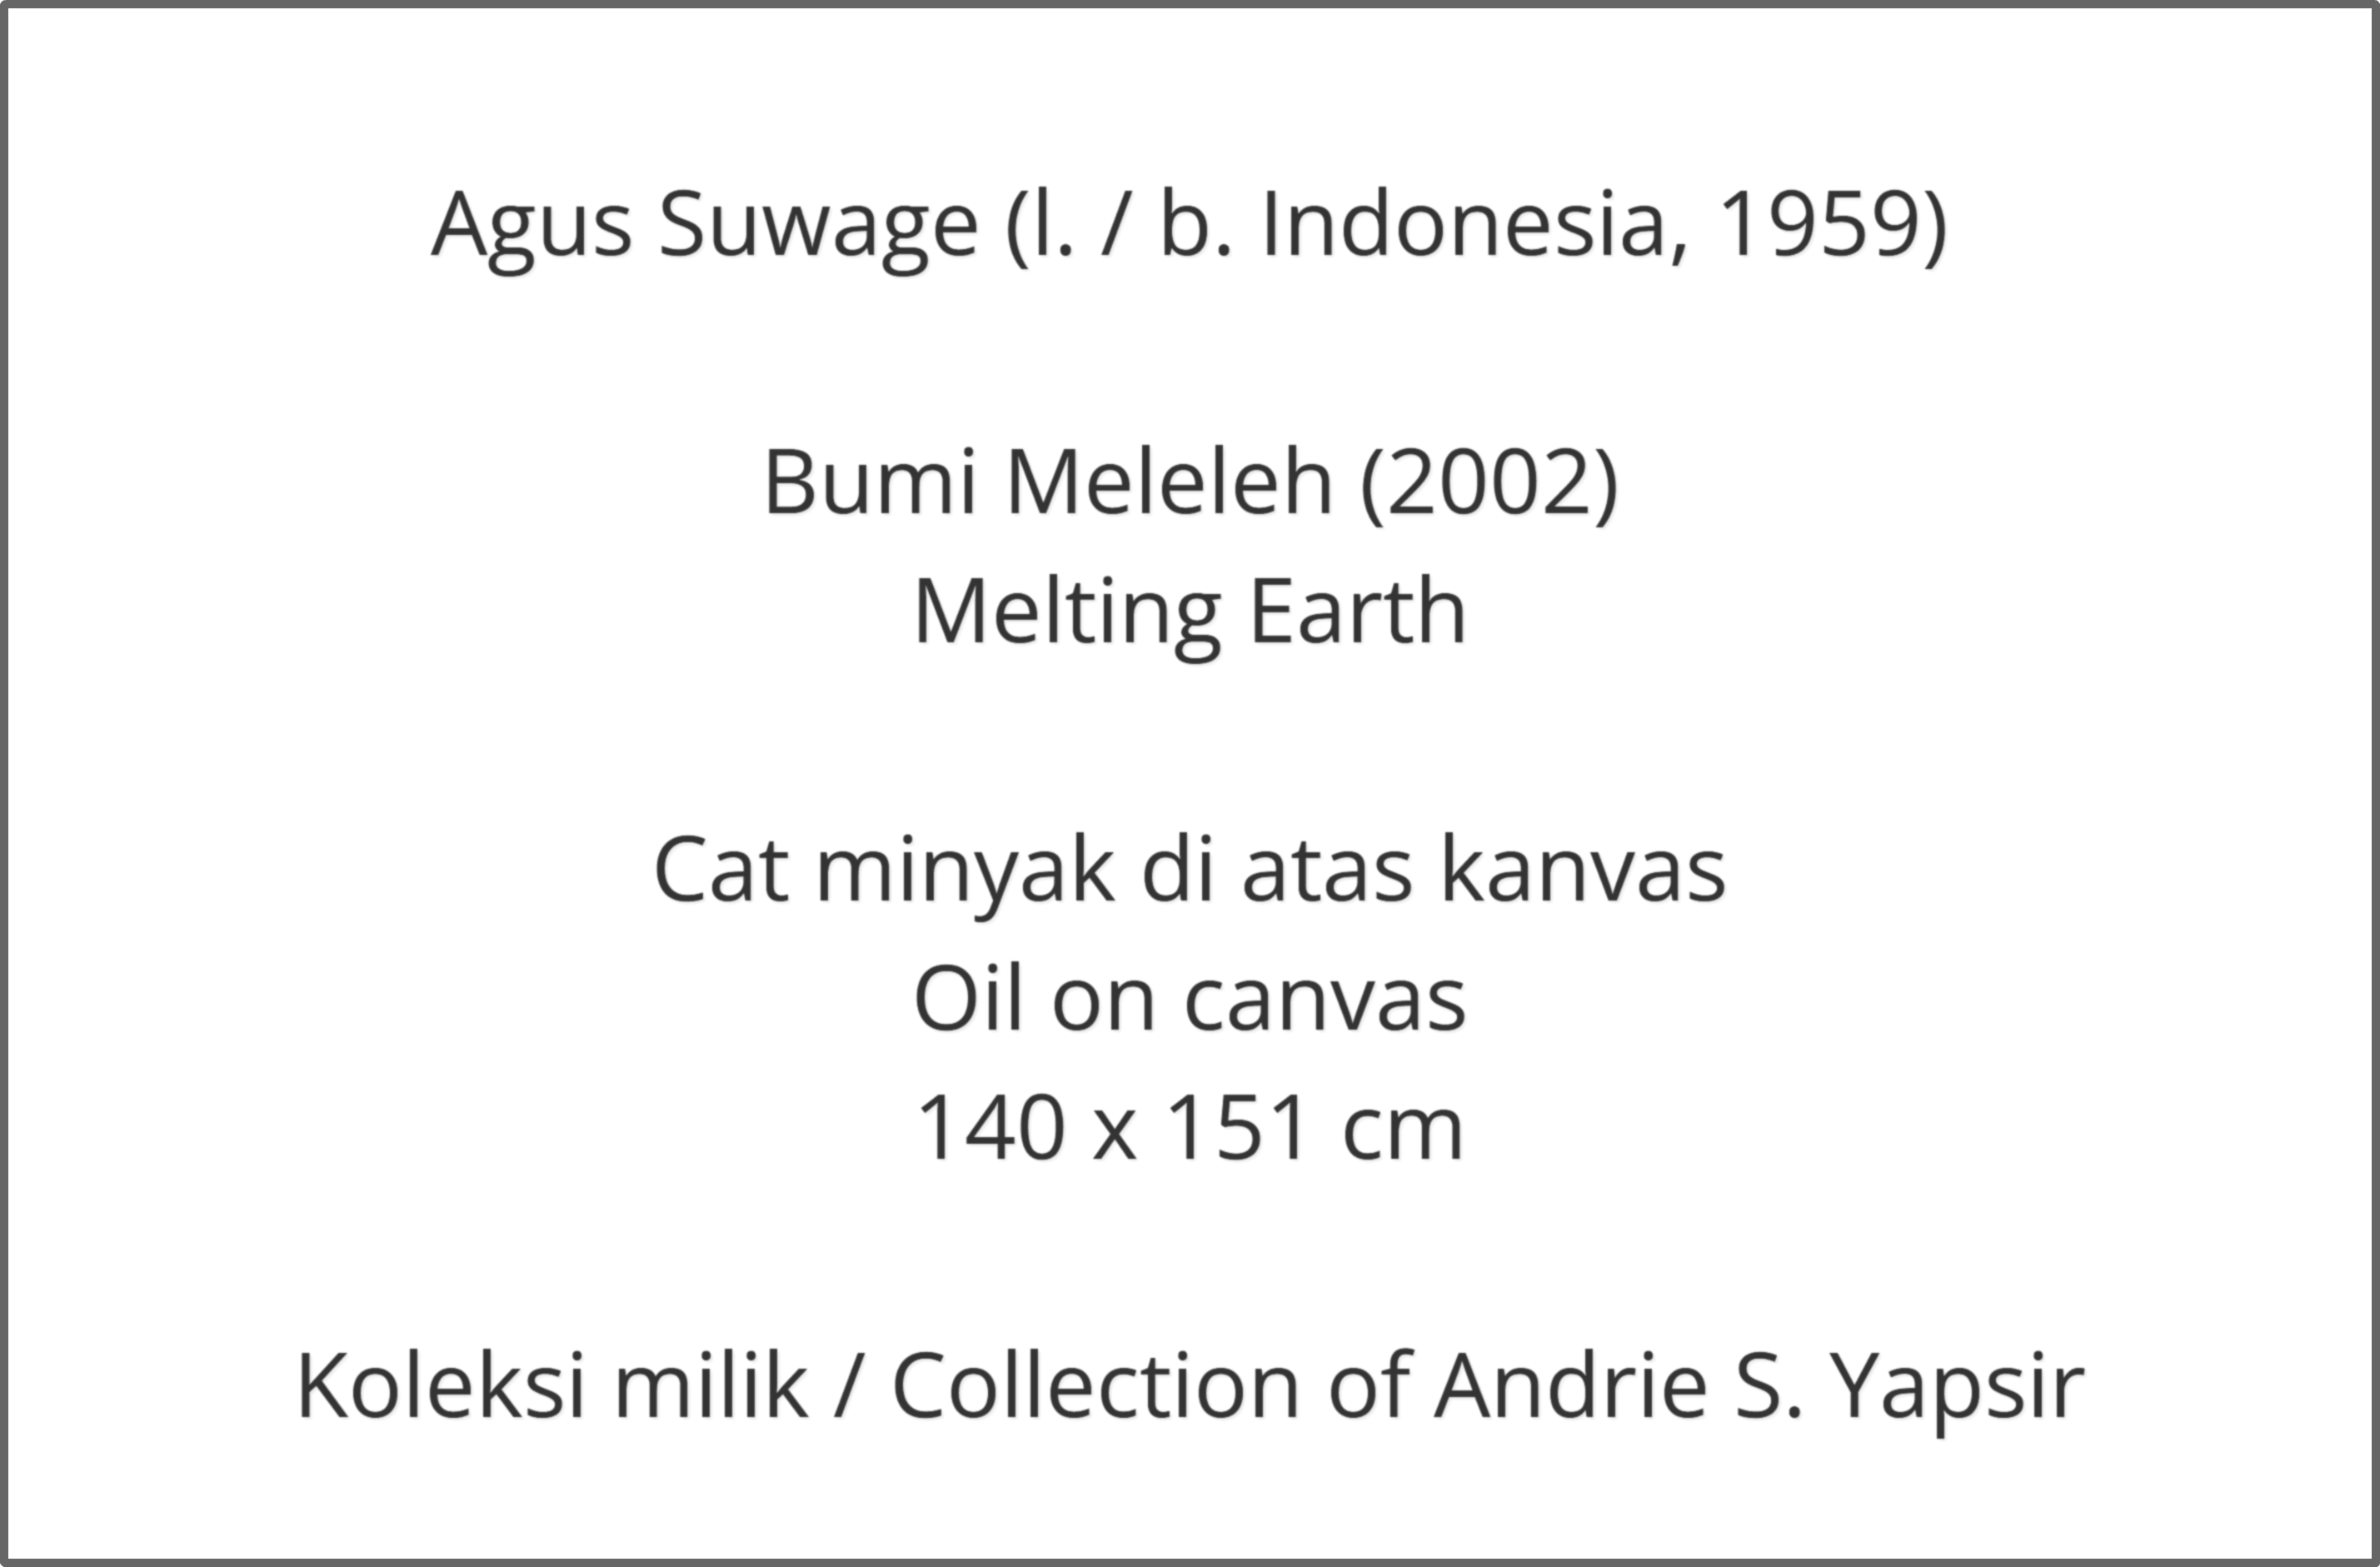 Agus Suwage (l. / b. Indonesia, 1959)
Bumi Meleleh (2002)
Melting Earth
Cat minyak di atas kanvas
Oil on canvas
140 x 151 cm
Koleksi milik / Collection of Andrie S. Yapsir